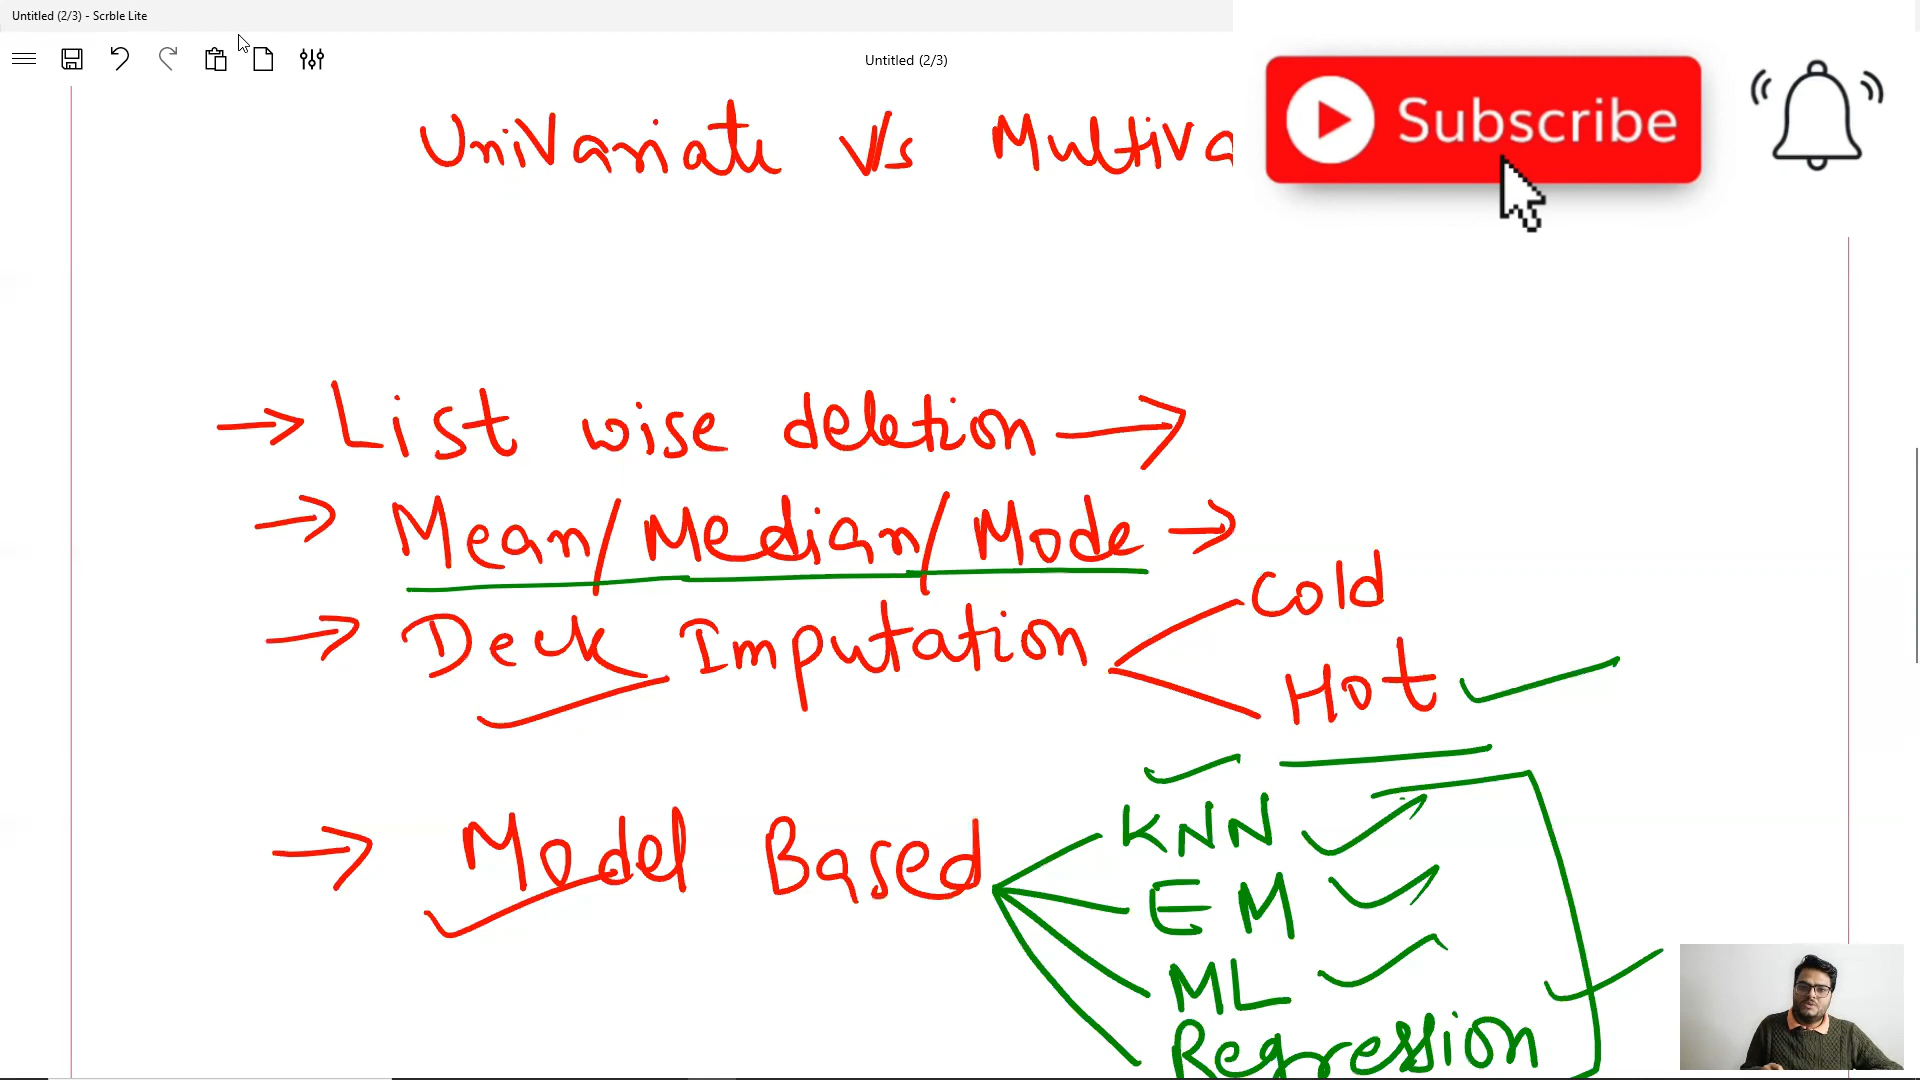 Untitled (2/3) - Scrble Lite
Untitled (2/3)
Subscribe
UniVariate V/s MultiVa
→ List wise deletion →
→ Mean/Median/Mode →
Cold
→ Deck Imputation
Hot
KNN
→ Model Based
EM
ML
Regression